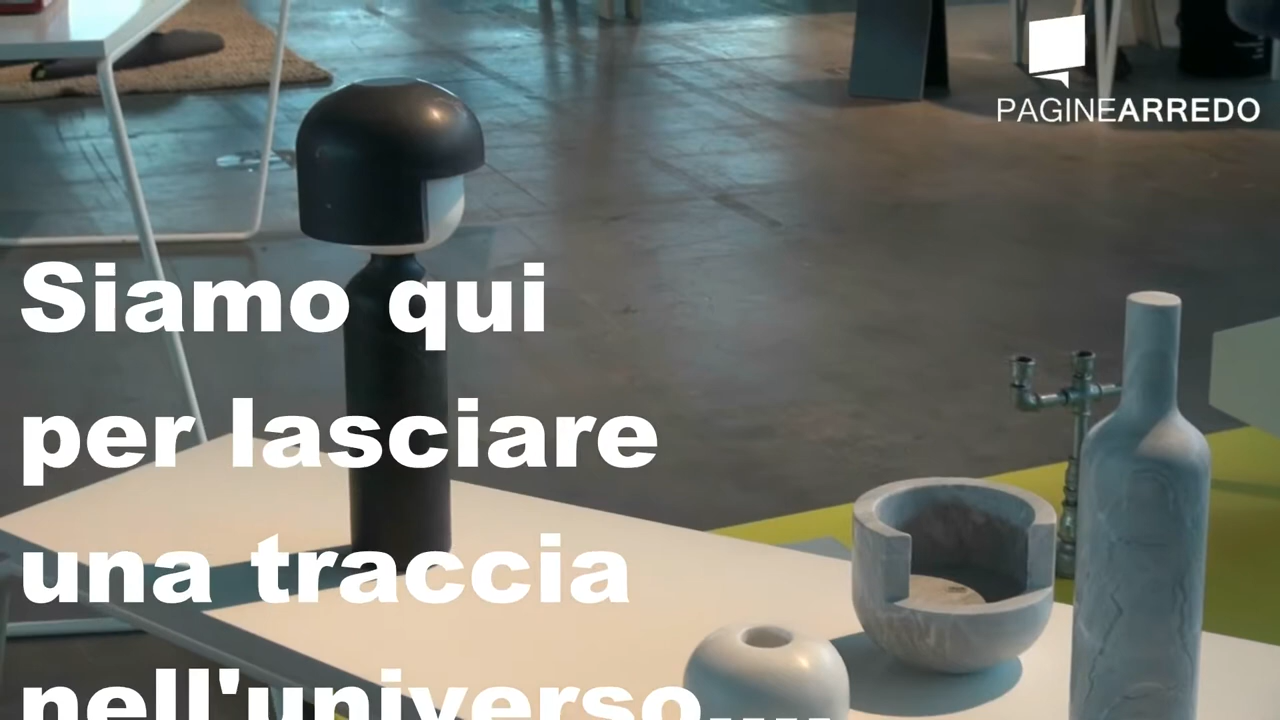 PAGINEARREDO
Siamo qui
per lasciare
una traccia
nell'universo....